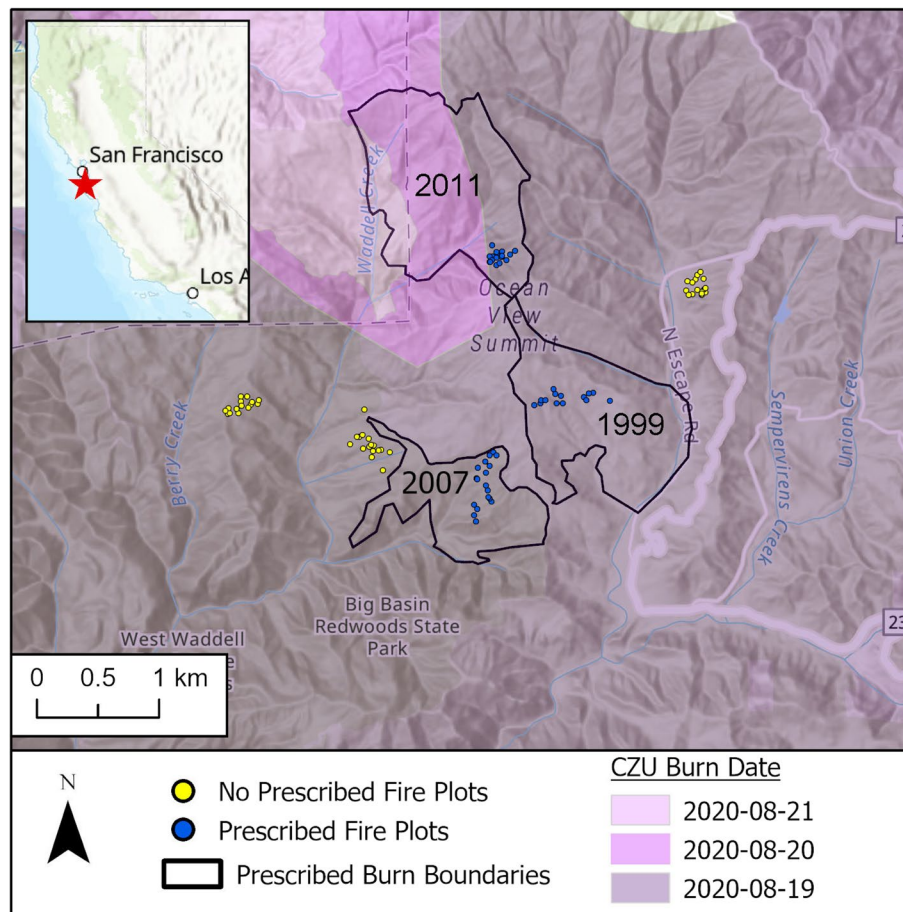 San Francisco
Los A
2011
Waddell Creek
Ocean
View
Summit
N Escape Rd
1999
2007
Berry Creek
Sempervirens Creek
Union Creek
Big Basin
Redwoods State
Park
West Waddell
23
0 0.5 1 km
N
No Prescribed Fire Plots
Prescribed Fire Plots
Prescribed Burn Boundaries
CZU Burn Date
2020-08-21
2020-08-20
2020-08-19